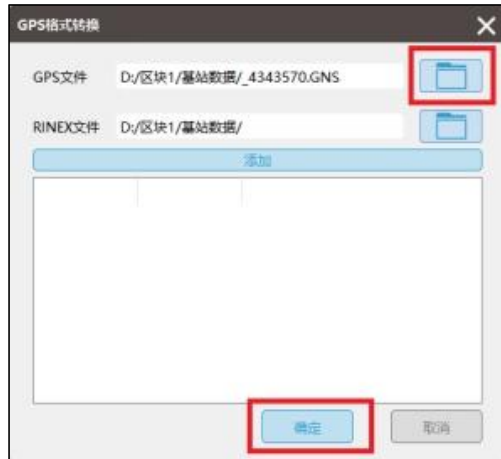 GPS格式转换
GPS文件 D:/区块1/基站数据/_4343570.GNS
RINEX文件 D:/区块1/基站数据/
添加
确定 取消